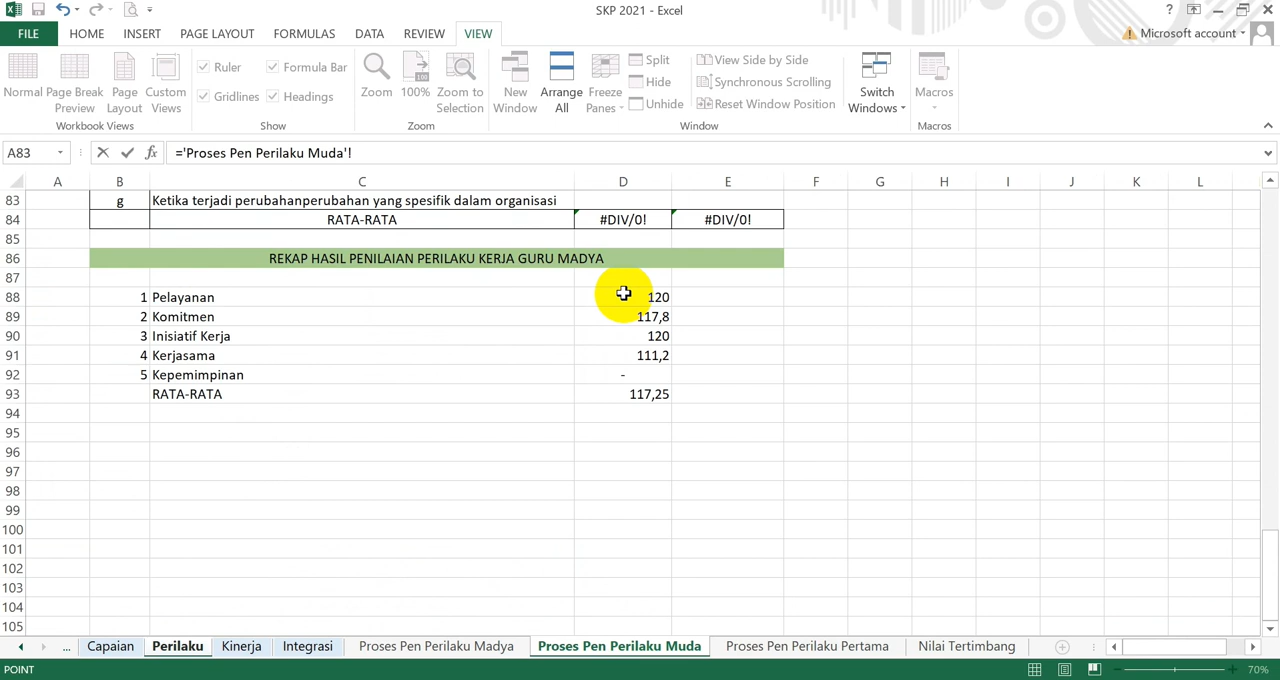 SKP 2021 - Excel
?
FILE HOME INSERT PAGE LAYOUT FORMULAS DATA REVIEW VIEW Microsoft account
Normal Page Break Preview Page Layout Custom Views
Workbook Views
Ruler Formula Bar
Gridlines Headings
Show
Zoom 100% Zoom to Selection
Zoom
New Window Arrange All Freeze Panes
Split
Hide
Unhide
View Side by Side
Synchronous Scrolling
Reset Window Position
Switch Windows
Window
Macros
Macros
A83 fx ='Proses Pen Perilaku Muda'!
A B C D E F G H I J K L
83 g Ketika terjadi perubahanperubahan yang spesifik dalam organisasi
84 RATA-RATA #DIV/0! #DIV/0!
85
86 REKAP HASIL PENILAIAN PERILAKU KERJA GURU MADYA
87
88 1 Pelayanan 120
89 2 Komitmen 117,8
90 3 Inisiatif Kerja 120
91 4 Kerjasama 111,2
92 5 Kepemimpinan -
93 RATA-RATA 117,25
94
95
96
97
98
99
100
101
102
103
104
105
... Capaian Perilaku Kinerja Integrasi Proses Pen Perilaku Madya Proses Pen Perilaku Muda Proses Pen Perilaku Pertama Nilai Tertimbang
POINT 70%